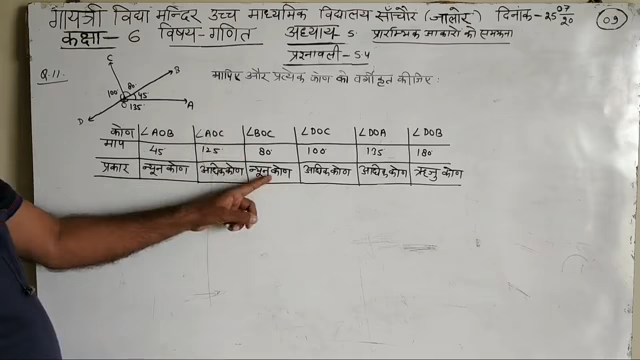 गायत्री विद्या मन्दिर उच्च माध्यमिक विद्यालय साँचौर (जालोर) दिनांक-25 07 20 09
कक्षा- 6 विषय-गणित अध्याय 5. प्रारम्भिक आकारो को समझना
प्रश्नावली-5.4
Q.11. मापिए और प्रत्येक कोण को वर्गीकृत कीजिए:
C B
100 80 45
O 135 A
D
कोण ∠AOB ∠AOC ∠BOC ∠DOC ∠DOA ∠DOB
माप 45 125 80 100 135 180
प्रकार न्यून कोण अधिक कोण न्यून कोण अधिक कोण अधिक कोण ऋजु कोण